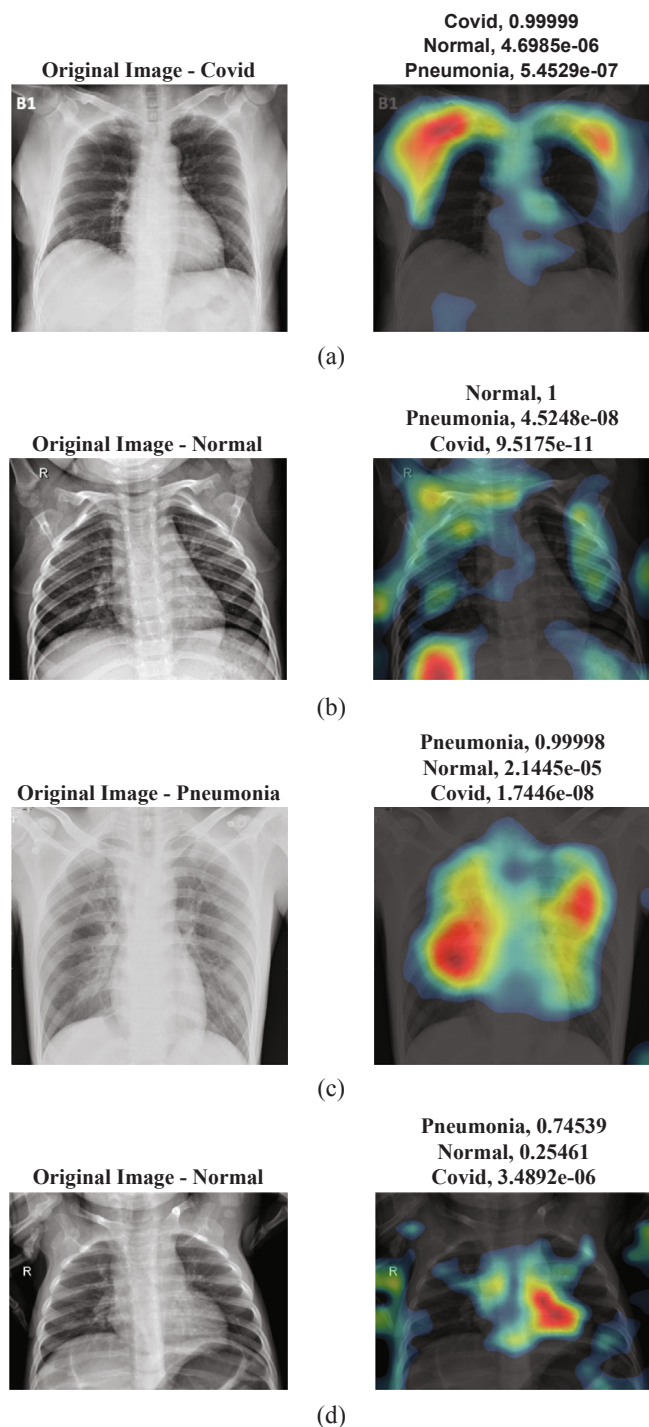 Original Image - Covid
Covid, 0.99999
Normal, 4.6985e-06
Pneumonia, 5.4529e-07
B1
B1
(a)
Original Image - Normal
Normal, 1
Pneumonia, 4.5248e-08
Covid, 9.5175e-11
R
R
(b)
Original Image - Pneumonia
Pneumonia, 0.99998
Normal, 2.1445e-05
Covid, 1.7446e-08
(c)
Original Image - Normal
Pneumonia, 0.74539
Normal, 0.25461
Covid, 3.4892e-06
R
R
(d)